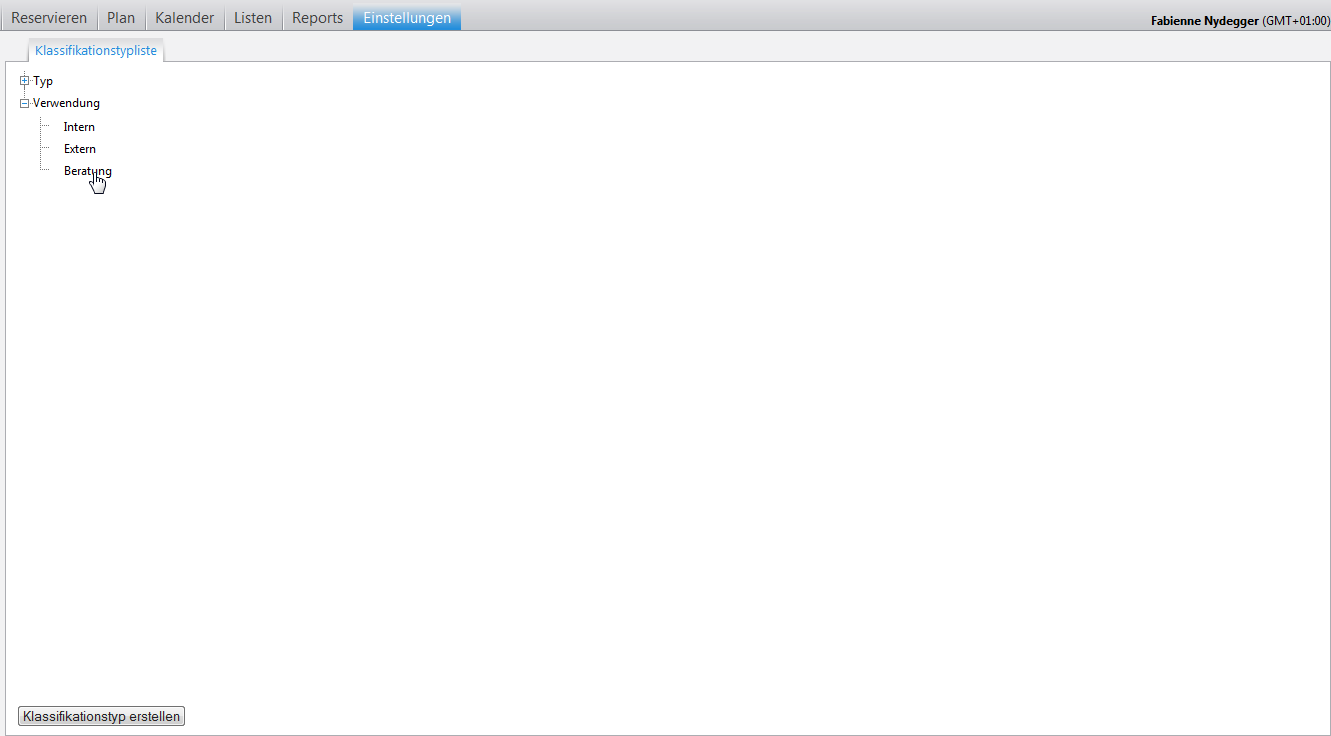 Reservieren Plan Kalender Listen Reports Einstellungen Fabienne Nydegger (GMT+01:00)
Klassifikationstypliste
Typ
Verwendung
Intern
Extern
Beratung
Klassifikationstyp erstellen